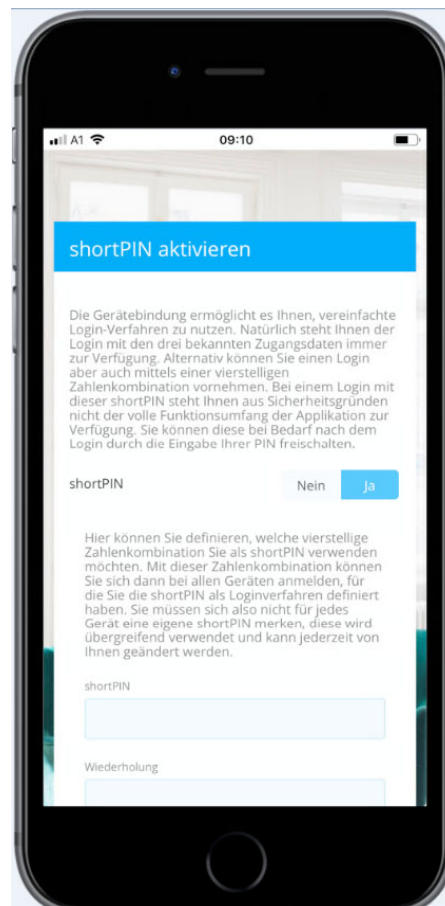 A1 09:10
shortPIN aktivieren
Die Gerätebindung ermöglicht es Ihnen, vereinfachte
Login-Verfahren zu nutzen. Natürlich steht Ihnen der
Login mit den drei bekannten Zugangsdaten immer
zur Verfügung. Alternativ können Sie einen Login
aber auch mittels einer vierstelligen
Zahlenkombination vornehmen. Bei einem Login mit
dieser shortPIN steht Ihnen aus Sicherheitsgründen
nicht der volle Funktionsumfang der Applikation zur
Verfügung. Sie können diese bei Bedarf nach dem
Login durch die Eingabe Ihrer PIN freischalten.
shortPIN Nein Ja
Hier können Sie definieren, welche vierstellige
Zahlenkombination Sie als shortPIN verwenden
möchten. Mit dieser Zahlenkombination können
Sie sich dann bei allen Geräten anmelden, für
die Sie die shortPIN als Loginverfahren definiert
haben. Sie müssen sich also nicht für jedes
Gerät eine eigene shortPIN merken, diese wird
übergreifend verwendet und kann jederzeit von
Ihnen geändert werden.
shortPIN
Wiederholung